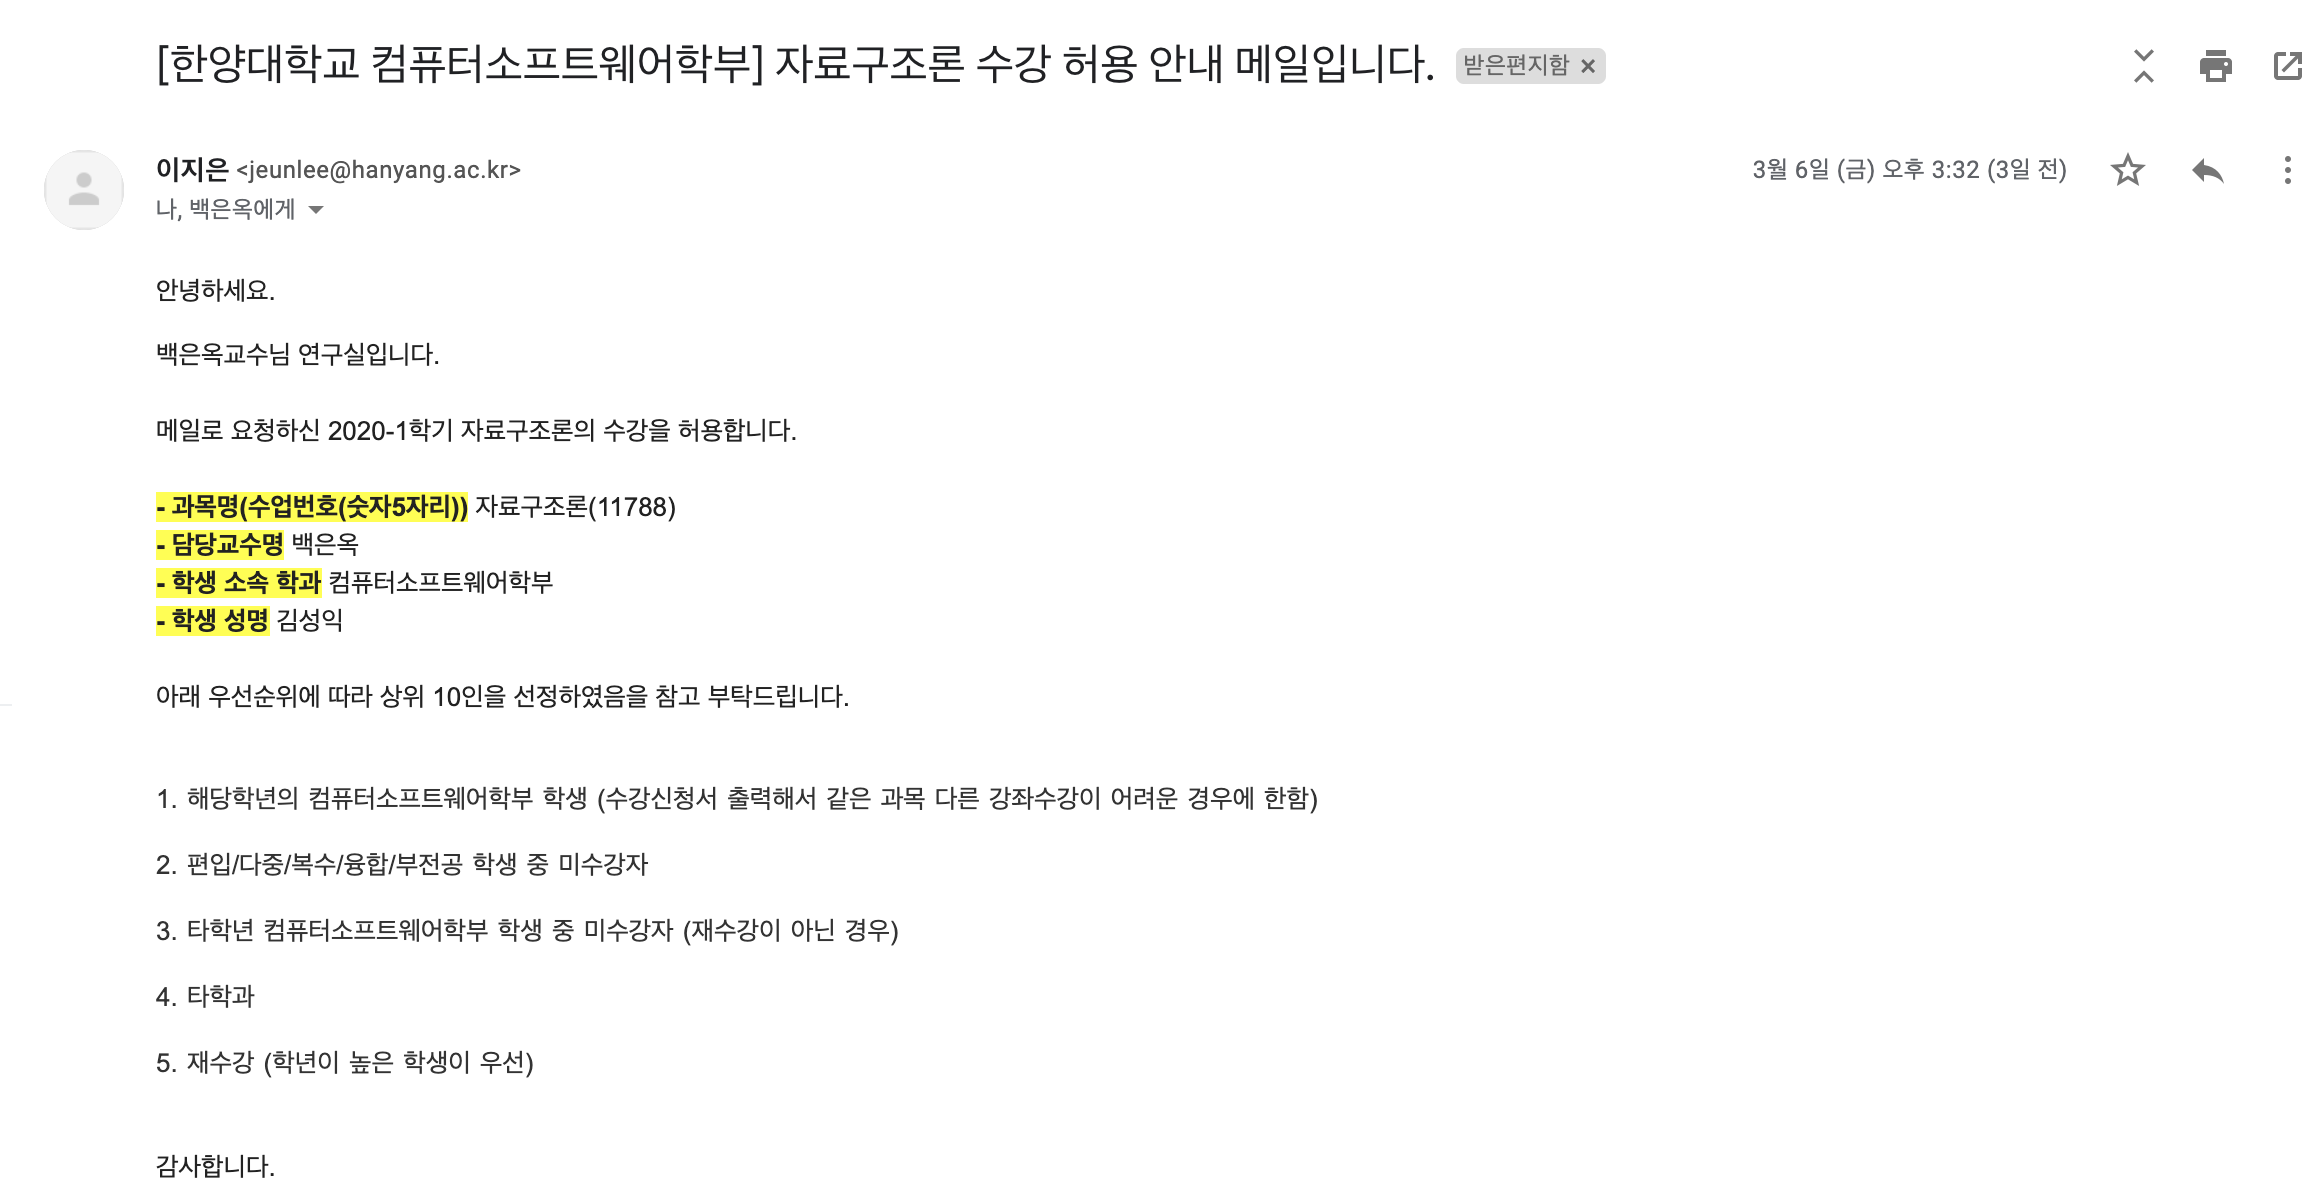 [한양대학교 컴퓨터소프트웨어학부] 자료구조론 수강 허용 안내 메일입니다. 받은편지함 ×
이지은 <jeunlee@hanyang.ac.kr> 3월 6일 (금) 오후 3:32 (3일 전)
나, 백은옥에게
안녕하세요.
백은옥교수님 연구실입니다.
메일로 요청하신 2020-1학기 자료구조론의 수강을 허용합니다.
- 과목명(수업번호(숫자5자리)) 자료구조론(11788)
- 담당교수명 백은옥
- 학생 소속 학과 컴퓨터소프트웨어학부
- 학생 성명 김성익
아래 우선순위에 따라 상위 10인을 선정하였음을 참고 부탁드립니다.
1. 해당학년의 컴퓨터소프트웨어학부 학생 (수강신청서 출력해서 같은 과목 다른 강좌수강이 어려운 경우에 한함)
2. 편입/다중/복수/융합/부전공 학생 중 미수강자
3. 타학년 컴퓨터소프트웨어학부 학생 중 미수강자 (재수강이 아닌 경우)
4. 타학과
5. 재수강 (학년이 높은 학생이 우선)
감사합니다.